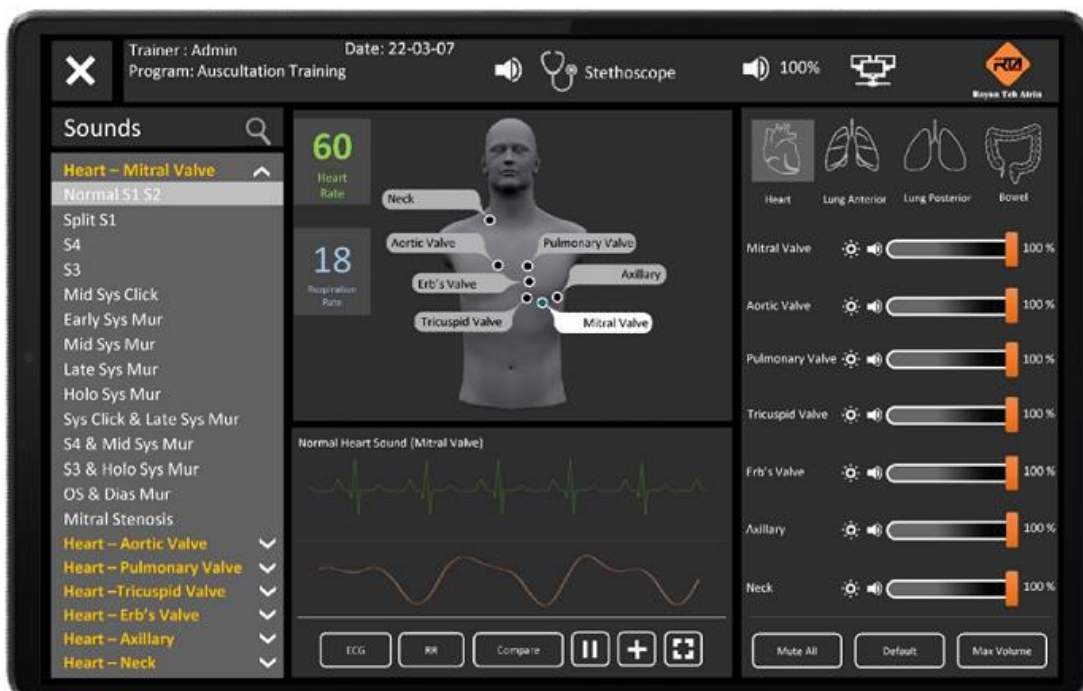 Trainer : Admin
Date: 22-03-07
Program: Auscultation Training
Stethoscope
100%
RTA
Rayan Teb Atrin
Sounds
Heart – Mitral Valve
Normal S1 S2
Split S1
S4
S3
Mid Sys Click
Early Sys Mur
Mid Sys Mur
Late Sys Mur
Holo Sys Mur
Sys Click & Late Sys Mur
S4 & Mid Sys Mur
S3 & Holo Sys Mur
OS & Dias Mur
Mitral Stenosis
Heart – Aortic Valve
Heart – Pulmonary Valve
Heart –Tricuspid Valve
Heart – Erb's Valve
Heart – Axillary
Heart – Neck
60
Heart
Rate
18
Respiration
Rate
Neck
Aortic Valve
Pulmonary Valve
Erb's Valve
Axillary
Tricuspid Valve
Mitral Valve
Normal Heart Sound (Mitral Valve)
ECG
RR
Compare
Heart
Lung Anterior
Lung Posterior
Bowel
Mitral Valve
100 %
Aortic Valve
100 %
Pulmonary Valve
100 %
Tricuspid Valve
100 %
Erb's Valve
100 %
Axillary
100 %
Neck
100 %
Mute All
Default
Max Volume